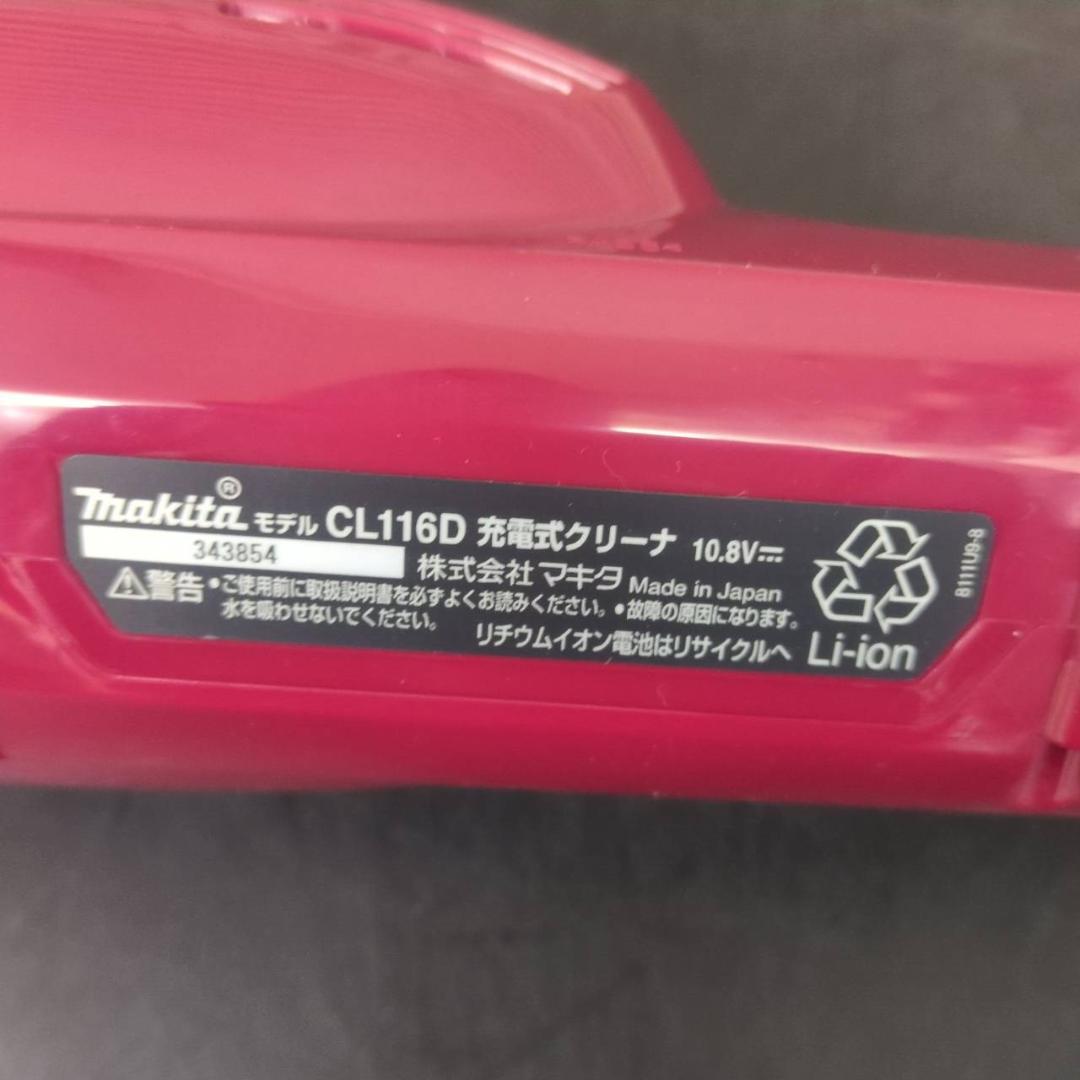 makita® モデル CL116D 充電式クリーナ 10.8V⎓
343854
株式会社 マキタ Made in Japan
⚠警告 •ご使用前に取扱説明書を必ずよくお読みください。•故障の原因になります。
水を吸わせないでください。
リチウムイオン電池はリサイクルへ
Li-ion
8111U9-8